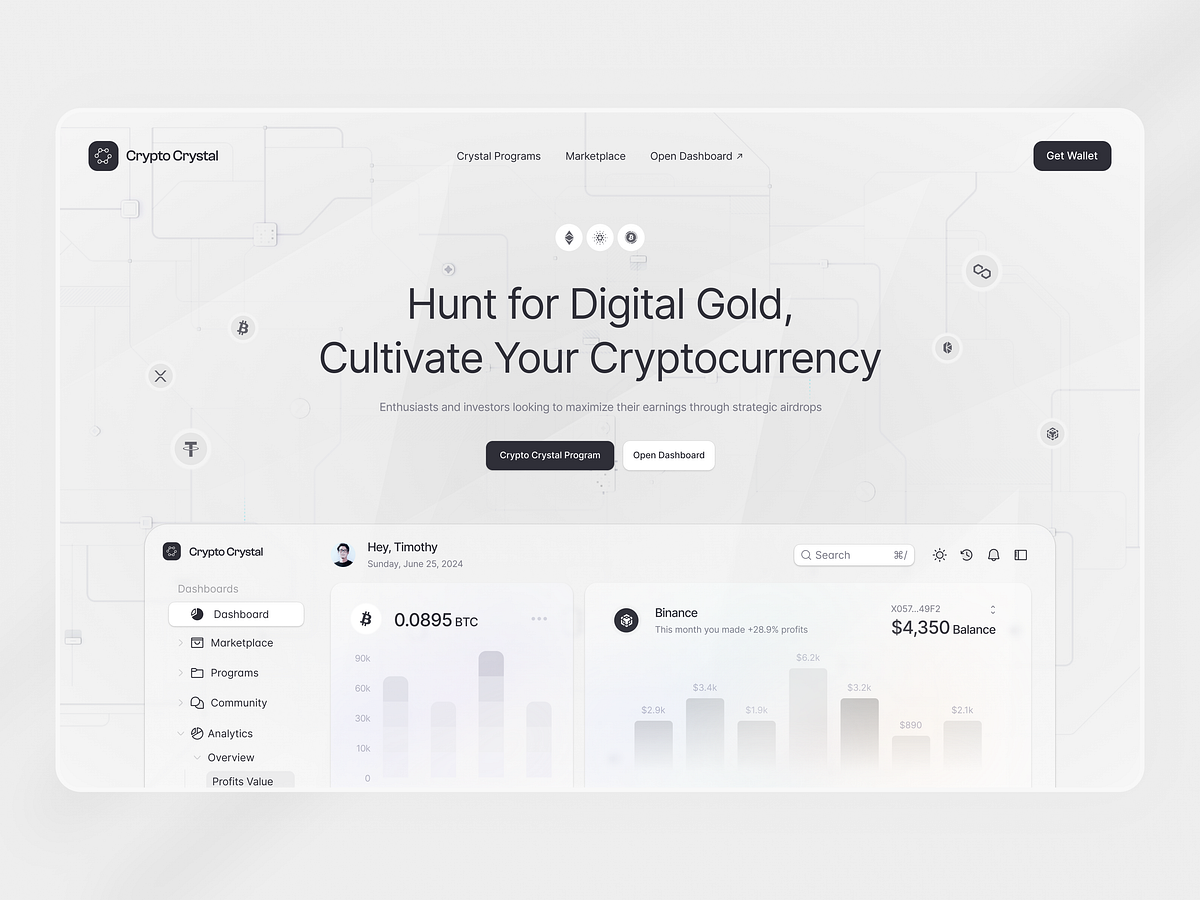 Crypto Crystal
Crystal Programs
Marketplace
Open Dashboard ↗
Get Wallet
Hunt for Digital Gold,
Cultivate Your Cryptocurrency
Enthusiasts and investors looking to maximize their earnings through strategic airdrops
Crypto Crystal Program
Open Dashboard
Crypto Crystal
Hey, Timothy
Sunday, June 25, 2024
Search
⌘/
Dashboards
Dashboard
Marketplace
Programs
Community
Analytics
Overview
Profits Value
0.0895 BTC
90k
60k
30k
10k
0
Binance
This month you made +28.9% profits
X057...49F2
$4,350 Balance
$2.9k
$3.4k
$1.9k
$6.2k
$3.2k
$890
$2.1k